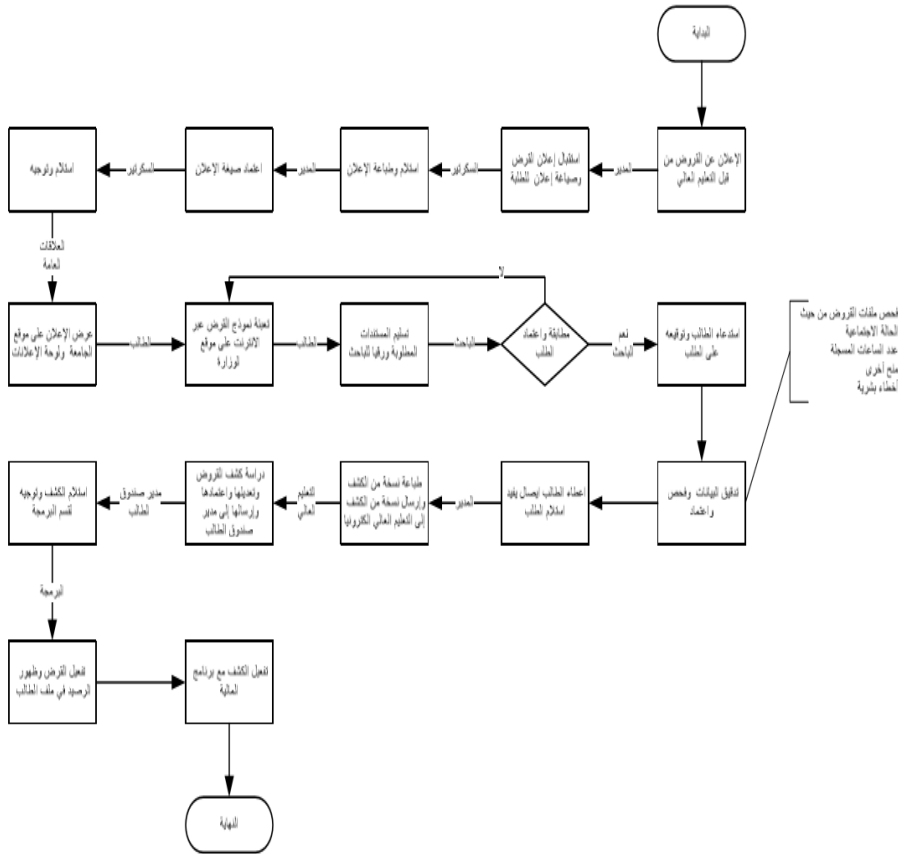 البداية
الإعلان عن القروض من
قبل التعليم العالي
المدير
استقبال إعلان القرض
وصياغة إعلان للطلبة
السكرتير
استلام وطباعة الإعلان
المدير
اعتماد صيغة الإعلان
السكرتير
استلام وتوجيه
العلاقات
العامة
عرض الإعلان على موقع
الجامعة ولوحة الإعلانات
الطالب
تعبئة نموذج القرض عبر
الانترنت على موقع
الوزارة
الطالب
تسليم المستندات
المطلوبة ورقيا للباحث
الباحث
مطابقة واعتماد
الطلب
لا
نعم
الباحث
استدعاء الطالب وتوقيعه
على الطلب
فحص ملفات القروض من حيث
الحالة الاجتماعية
عدد الساعات المسجلة
منح أخرى
أخطاء بشرية
تدقيق البيانات وفحص
واعتماد
اعطاء الطالب ايصال يفيد
استلام الطلب
المدير
طباعة نسخة من الكشف
وإرسال نسخة من الكشف
إلى التعليم العالي الكترونيا
التعليم
العالي
دراسة كشف القروض
وتعديلها واعتمادها
وإرسالها إلى مدير
صندوق الطالب
مدير صندوق
الطالب
استلام الكشف وتوجيه
لقسم البرمجة
البرمجة
تفعيل القرض وظهور
الرصيد في ملف الطالب
تفعيل الكشف مع برنامج
المالية
النهاية